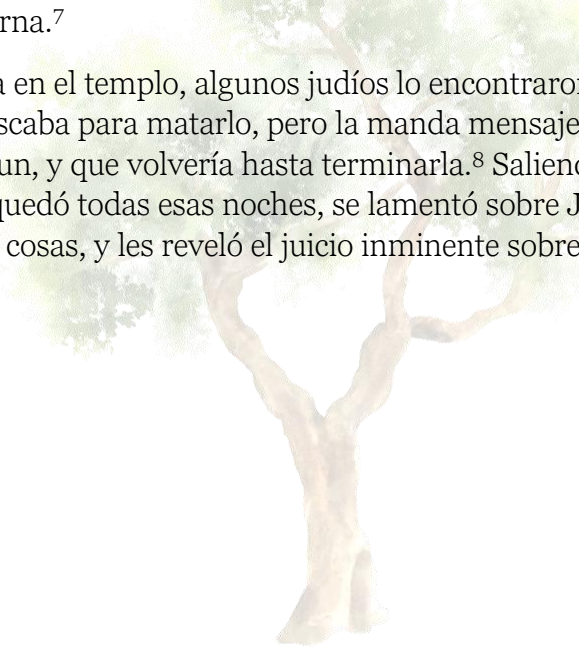 rna.⁷
a en el templo, algunos judíos lo encontraron
scaba para matarlo, pero la manda mensaje
un, y que volvería hasta terminarla.⁸ Saliend
quedó todas esas noches, se lamentó sobre J
cosas, y les reveló el juicio inminente sobre